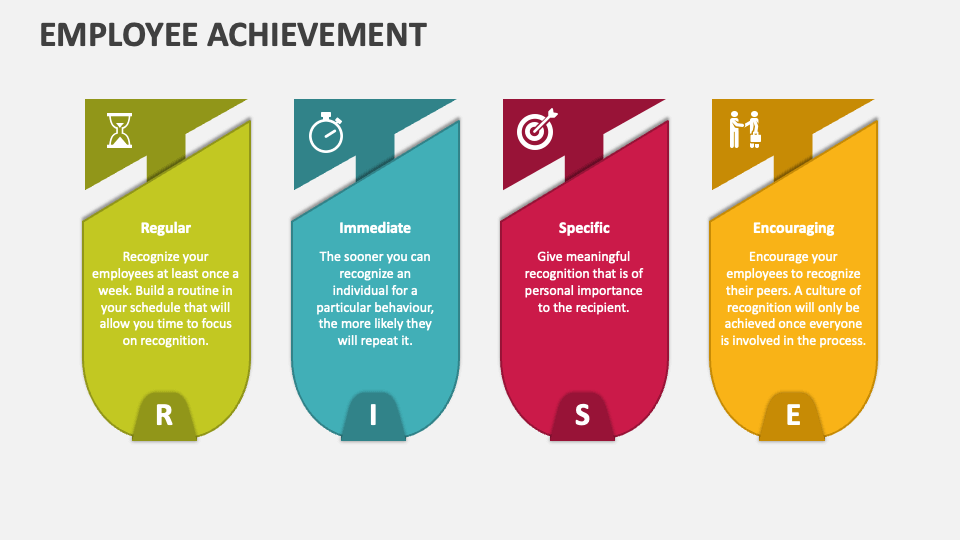 EMPLOYEE ACHIEVEMENT
Regular
Recognize your
employees at least once a
week. Build a routine in
your schedule that will
allow you time to focus
on recognition.
R
Immediate
The sooner you can
recognize an
individual for a
particular behaviour,
the more likely they
will repeat it.
I
Specific
Give meaningful
recognition that is of
personal importance
to the recipient.
S
Encouraging
Encourage your
employees to recognize
their peers. A culture of
recognition will only be
achieved once everyone
is involved in the process.
E